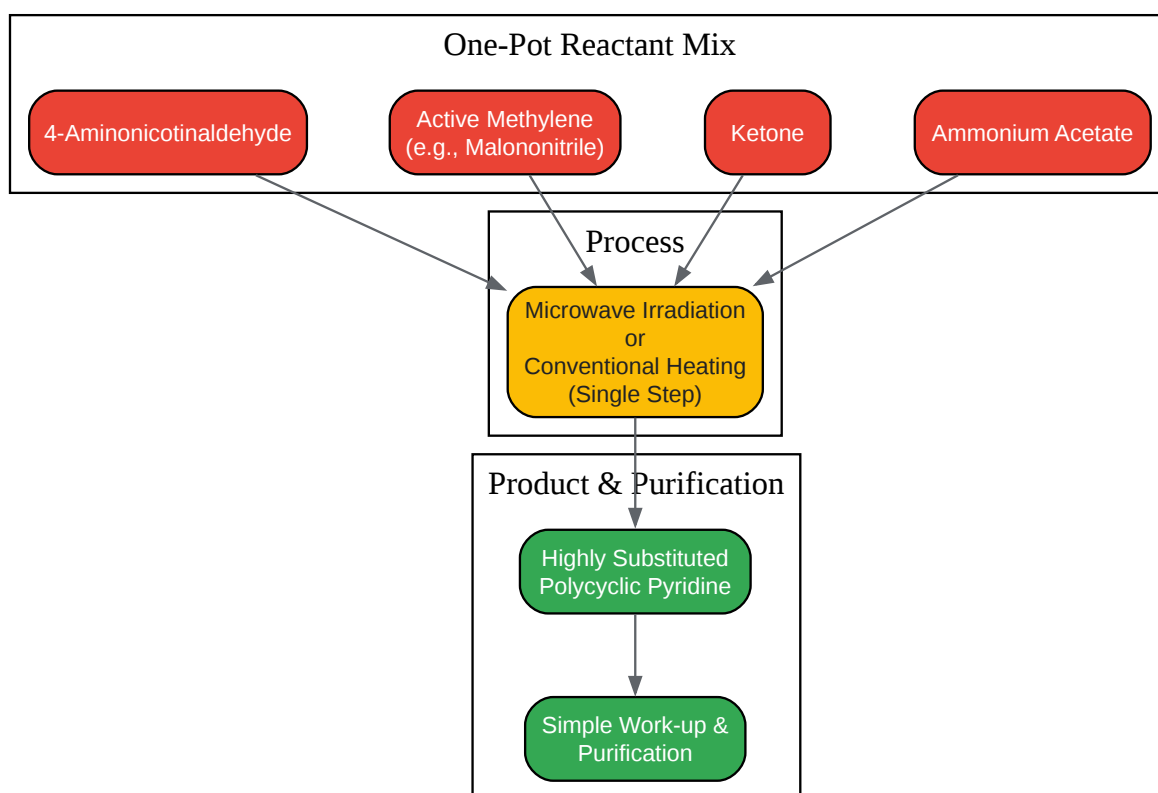 One-Pot Reactant Mix
4-Aminonicotinaldehyde
Active Methylene
(e.g., Malononitrile)
Ketone
Ammonium Acetate
Process
Microwave Irradiation
or
Conventional Heating
(Single Step)
Product & Purification
Highly Substituted
Polycyclic Pyridine
Simple Work-up &
Purification